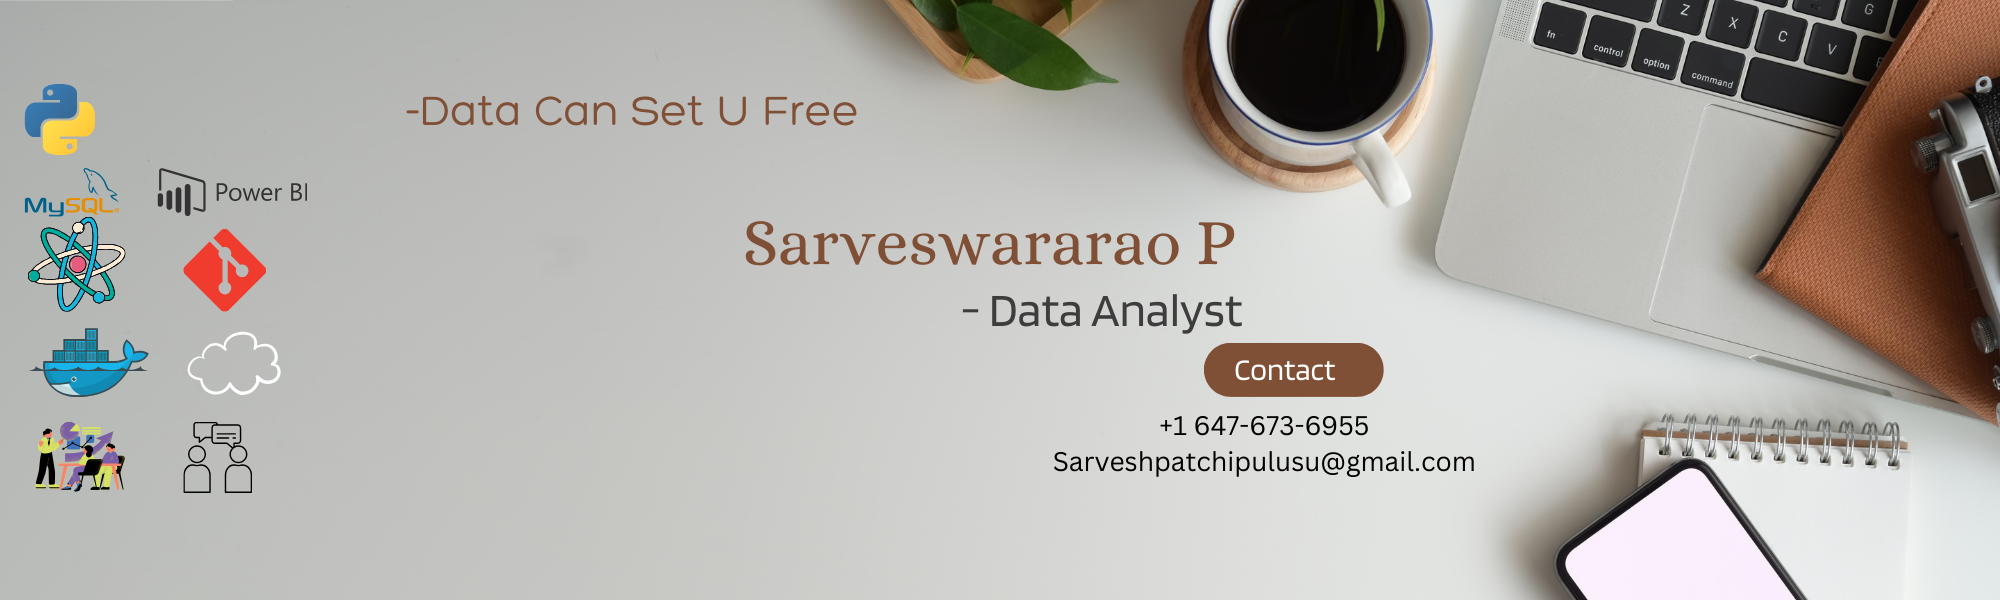 -Data Can Set U Free
MySQL
Power BI
Sarveswararao P
- Data Analyst
Contact
+1 647-673-6955
Sarveshpatchipulusu@gmail.com
Z
X
C
V
G
fn
control
option
command